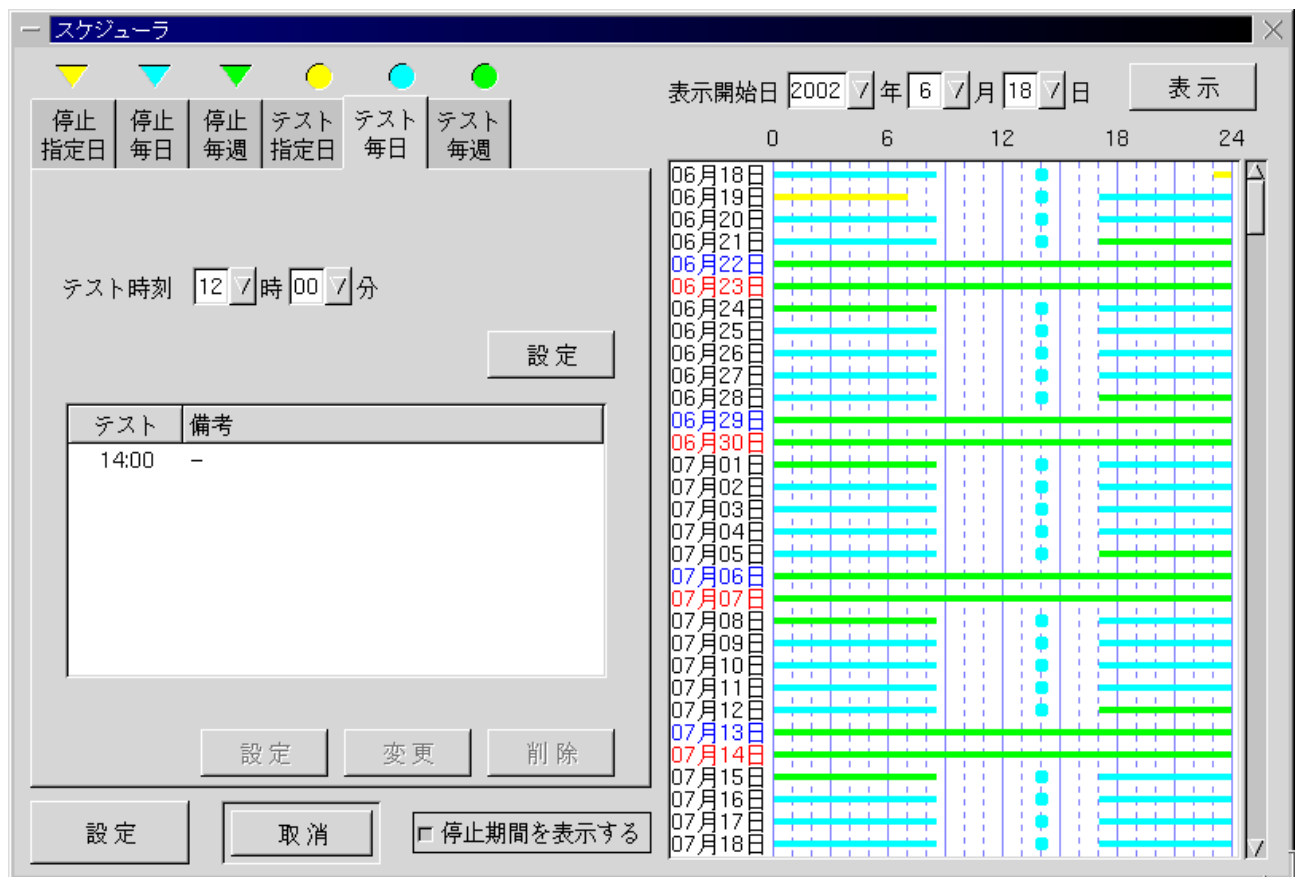 スケジューラ
停止指定日
停止毎日
停止毎週
テスト指定日
テスト毎日
テスト毎週
テスト時刻 12 時 00 分
設定
テスト 備考
14:00 –
設定 変更 削除
設定 取消 停止期間を表示する
表示開始日 2002 年 6 月 18 日 表示
0 6 12 18 24
06月18日
06月19日
06月20日
06月21日
06月22日
06月23日
06月24日
06月25日
06月26日
06月27日
06月28日
06月29日
06月30日
07月01日
07月02日
07月03日
07月04日
07月05日
07月06日
07月07日
07月08日
07月09日
07月10日
07月11日
07月12日
07月13日
07月14日
07月15日
07月16日
07月17日
07月18日